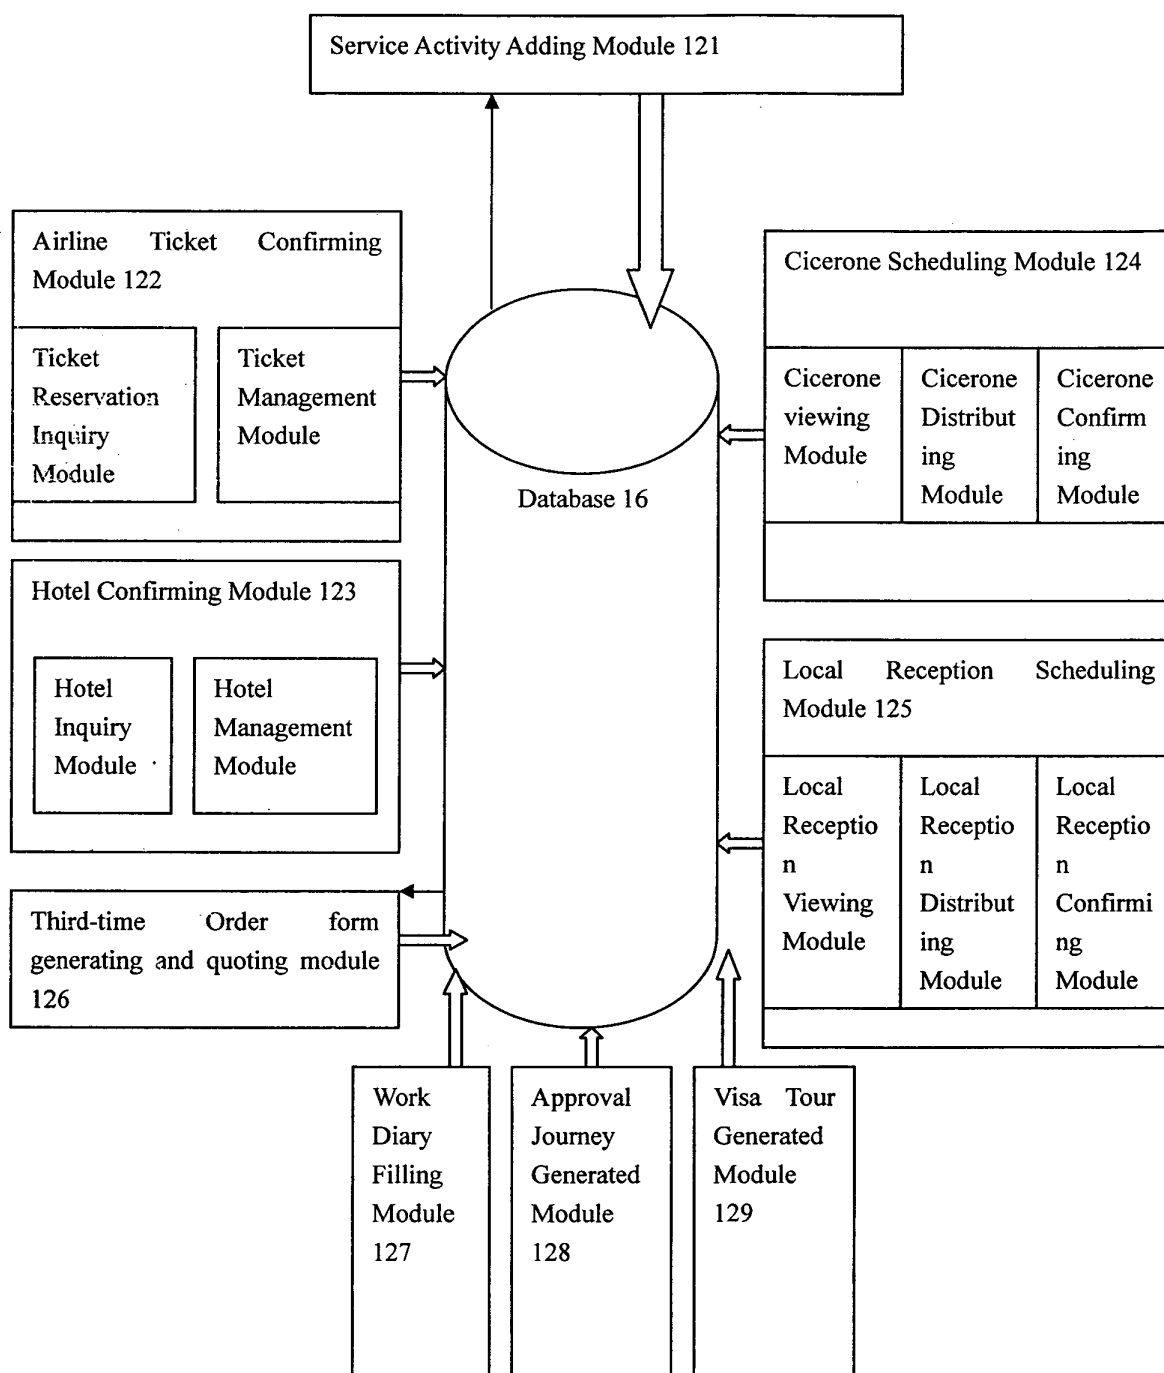 Service Activity Adding Module 121
Airline Ticket Confirming
Module 122
Ticket
Reservation
Inquiry
Module
Ticket
Management
Module
Cicerone Scheduling Module 124
Cicerone
viewing
Module
Cicerone
Distribut
ing
Module
Cicerone
Confirm
ing
Module
Database 16
Hotel Confirming Module 123
Hotel
Inquiry
Module
Hotel
Management
Module
Local Reception Scheduling
Module 125
Local
Receptio
n
Viewing
Module
Local
Receptio
n
Distribut
ing
Module
Local
Receptio
n
Confirmi
ng
Module
Third-time Order form
generating and quoting module
126
Work
Diary
Filling
Module
127
Approval
Journey
Generated
Module
128
Visa Tour
Generated
Module
129